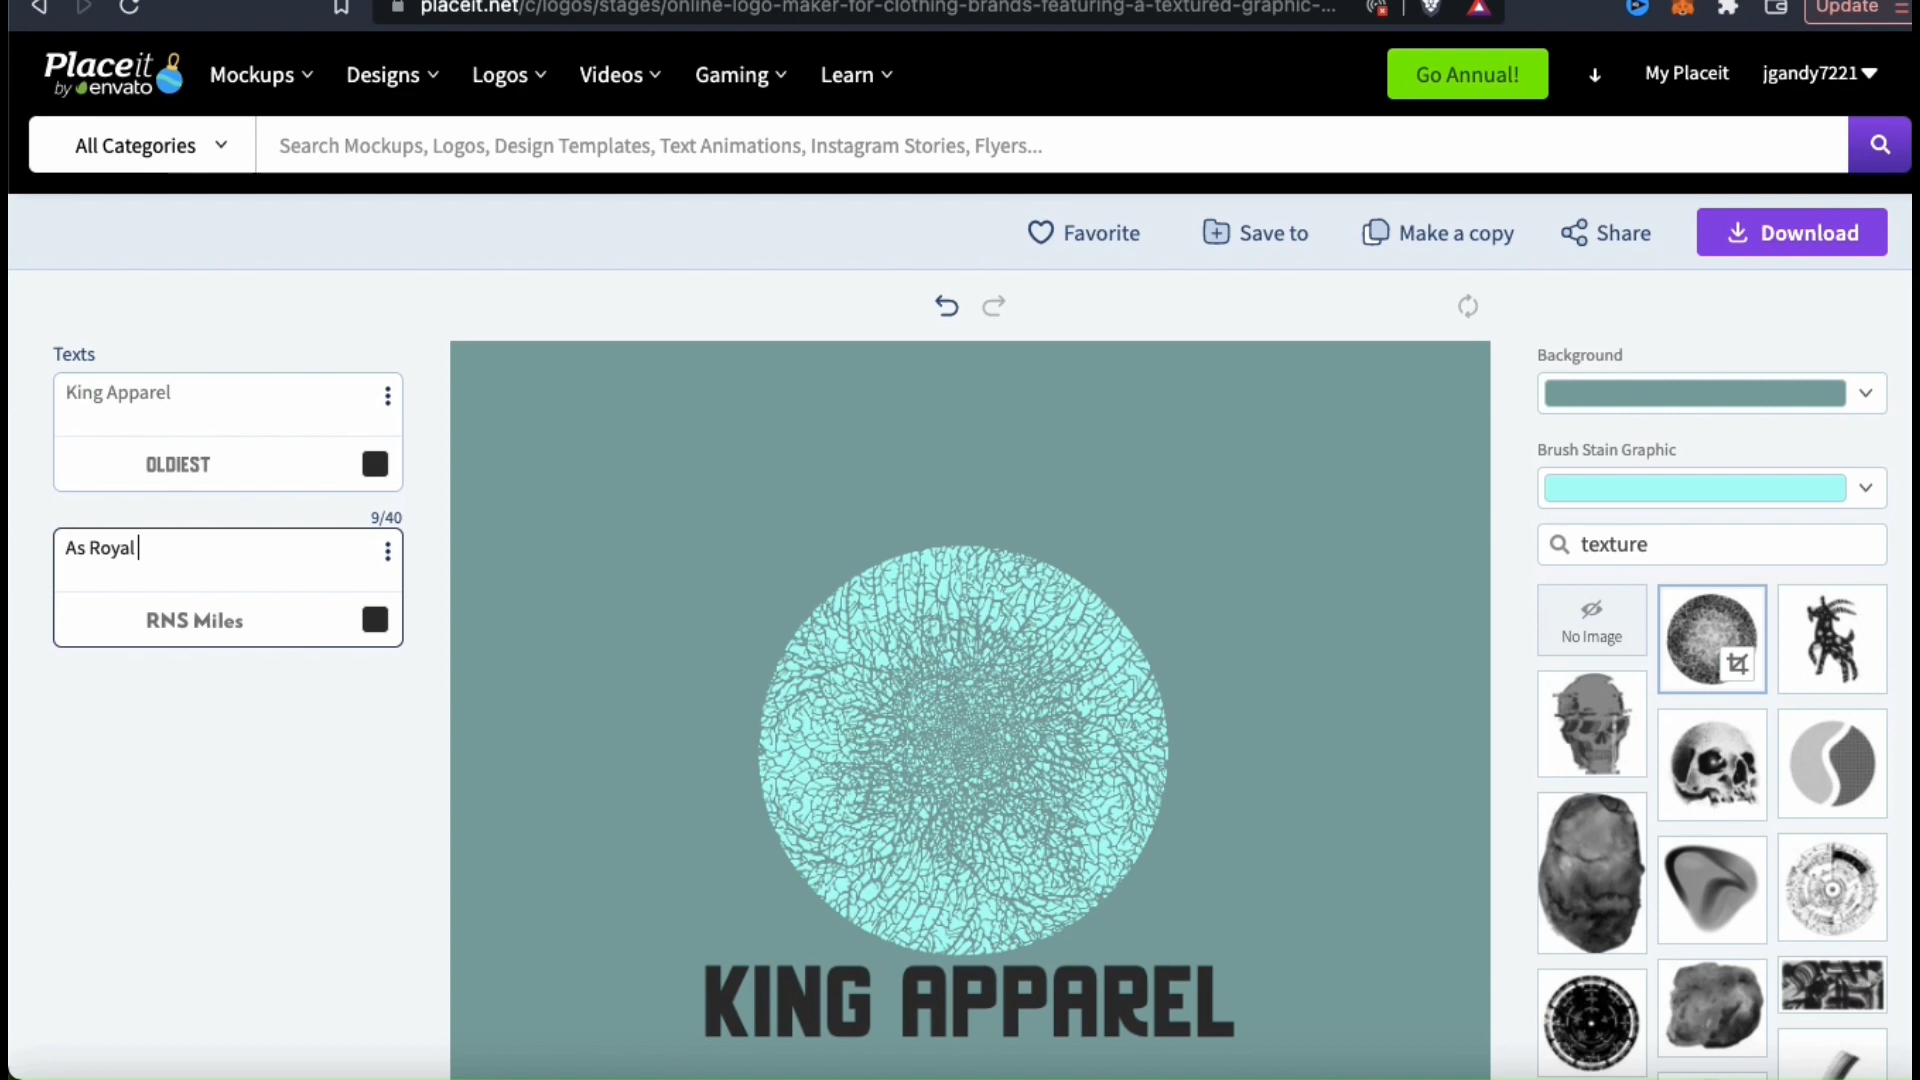 placeit.net/c/logos/stages/online-logo-maker-for-clothing-brands-featuring-a-textured-graphic-...
Update
Placeit
by envato
Mockups
Designs
Logos
Videos
Gaming
Learn
Go Annual!
My Placeit
jgandy7221
All Categories
Search Mockups, Logos, Design Templates, Text Animations, Instagram Stories, Flyers...
Favorite
Save to
Make a copy
Share
Download
Texts
King Apparel
OLDIEST
9/40
As Royal
RNS Miles
KING APPAREL
Background
Brush Stain Graphic
texture
No Image